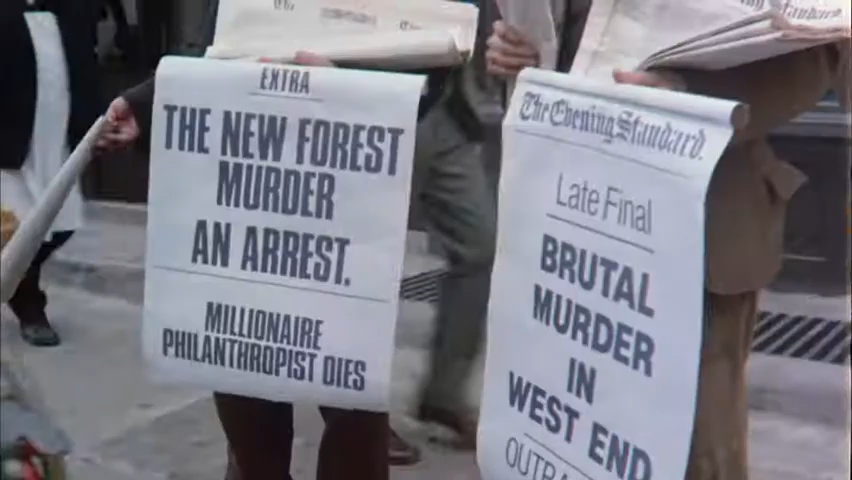 EXTRA
THE NEW FOREST
MURDER
AN ARREST.
MILLIONAIRE
PHILANTHROPIST DIES
The Evening Standard.
Late Final
BRUTAL
MURDER
IN
WEST END
Standard